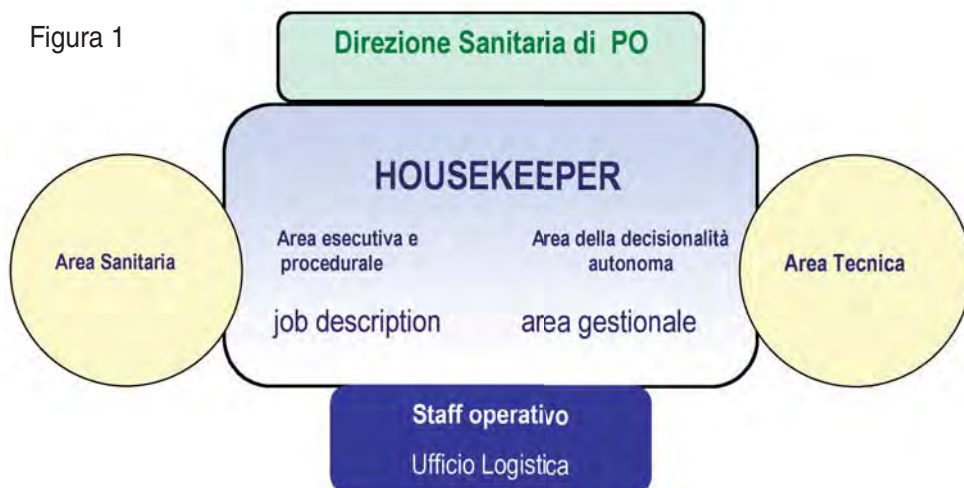 Figura 1
Direzione Sanitaria di PO
HOUSEKEEPER
Area esecutiva e
procedurale
Area della decisionalità
autonoma
job description
area gestionale
Area Sanitaria
Area Tecnica
Staff operativo
Ufficio Logistica